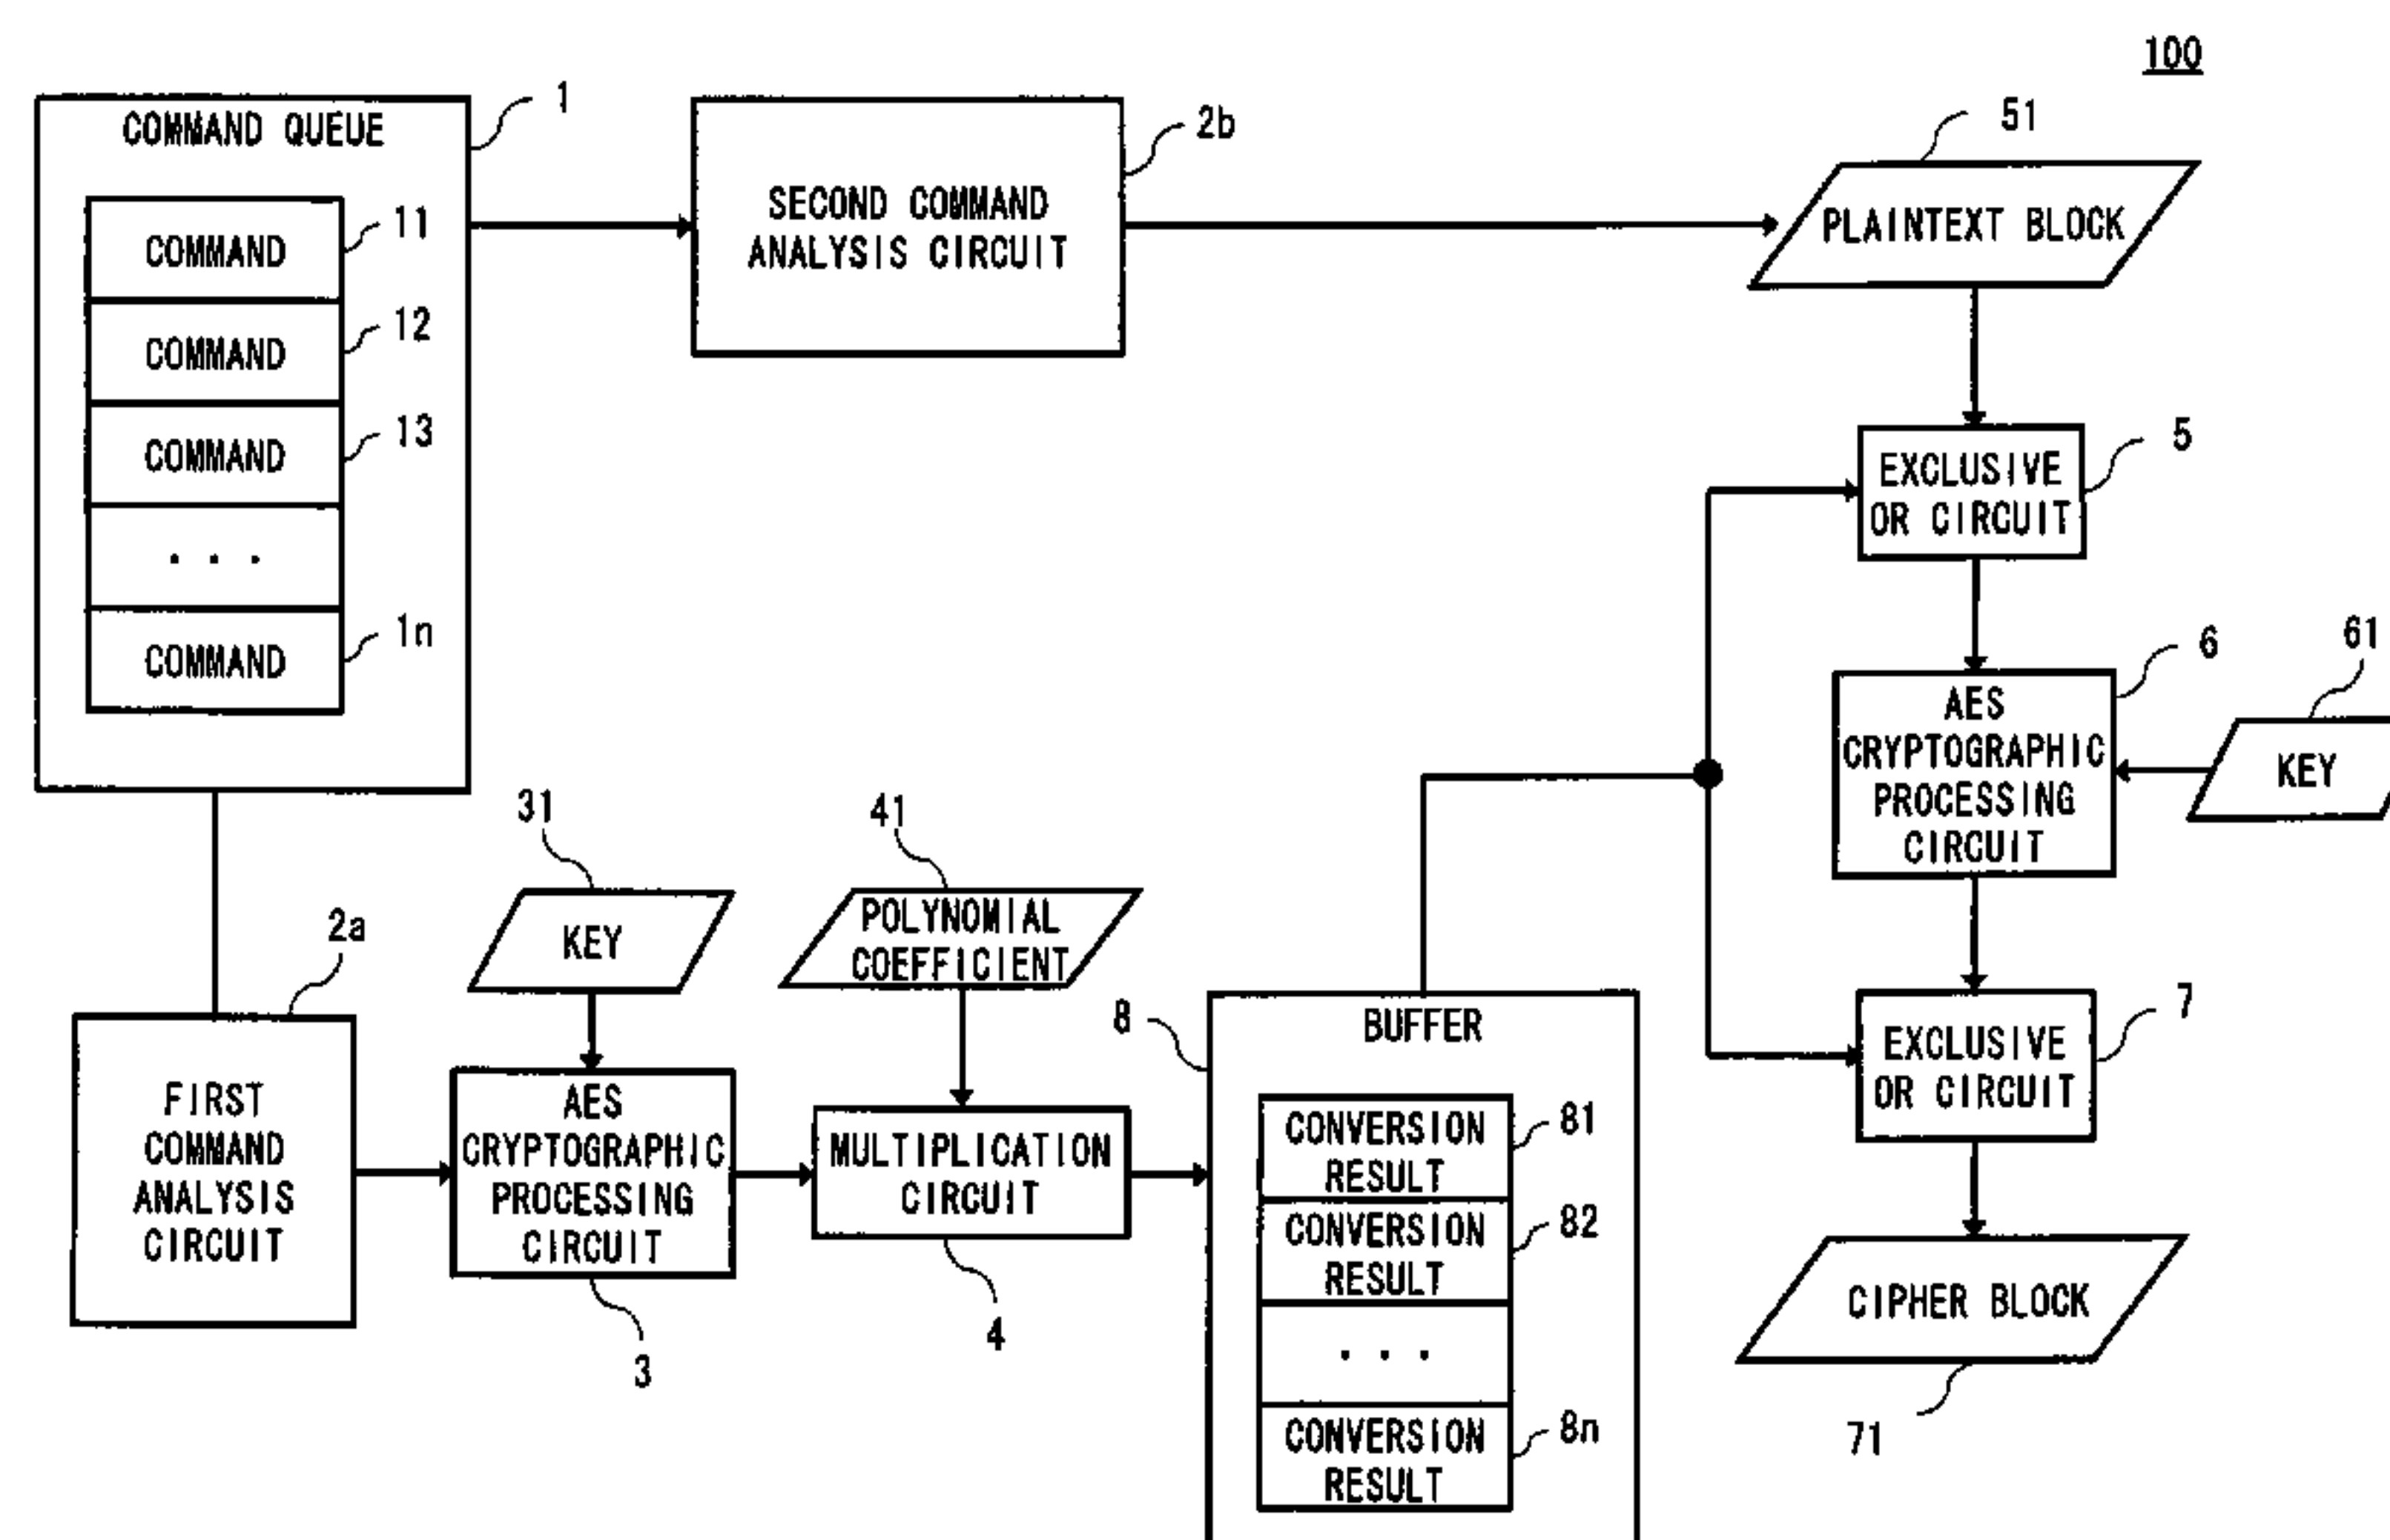 100
COMMAND QUEUE
1
COMMAND
11
COMMAND
12
COMMAND
13
. . .
COMMAND
1n
SECOND COMMAND
ANALYSIS CIRCUIT
2b
51
PLAINTEXT BLOCK
EXCLUSIVE
OR CIRCUIT
5
AES
CRYPTOGRAPHIC
PROCESSING
CIRCUIT
6
61
KEY
EXCLUSIVE
OR CIRCUIT
7
CIPHER BLOCK
71
2a
FIRST
COMMAND
ANALYSIS
CIRCUIT
31
KEY
AES
CRYPTOGRAPHIC
PROCESSING
CIRCUIT
3
41
POLYNOMIAL
COEFFICIENT
MULTIPLICATION
CIRCUIT
4
8
BUFFER
CONVERSION
RESULT
81
CONVERSION
RESULT
82
. . .
CONVERSION
RESULT
8n